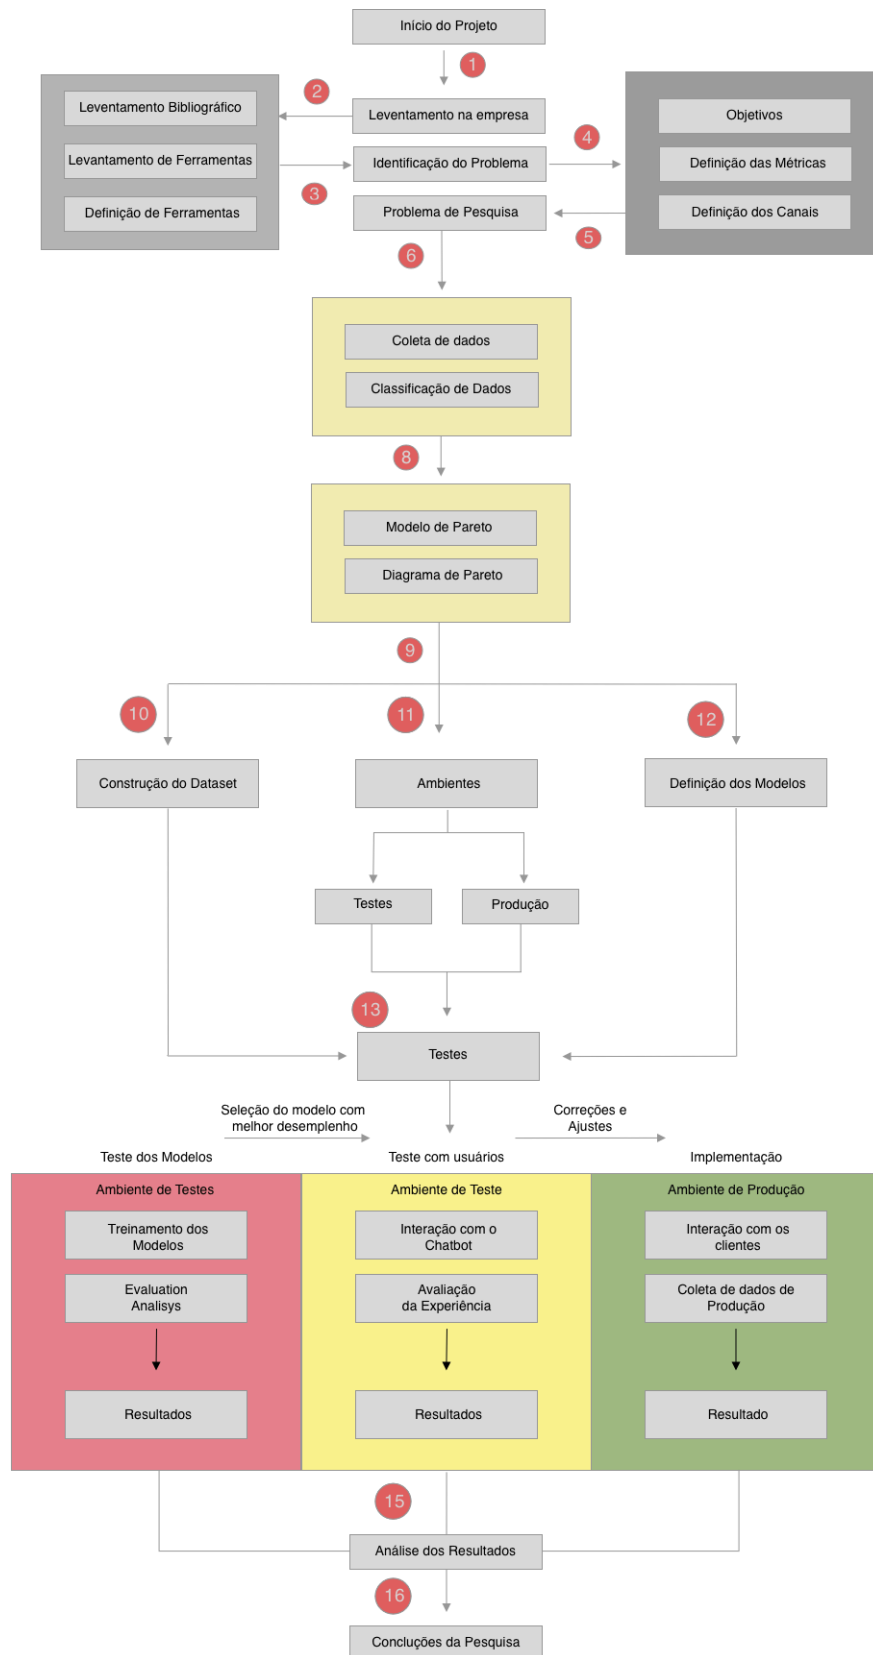 Início do Projeto
1
2
Leventamento Bibliográfico
Leventamento na empresa
4
Objetivos
Levantamento de Ferramentas
Identificação do Problema
Definição das Métricas
3
Definição de Ferramentas
Problema de Pesquisa
Definição dos Canais
5
6
Coleta de dados
Classificação de Dados
8
Modelo de Pareto
Diagrama de Pareto
9
10
11
12
Construção do Dataset
Ambientes
Definição dos Modelos
Testes
Produção
13
Testes
Seleção do modelo com
melhor desemplenho
Correções e
Ajustes
Teste dos Modelos
Teste com usuários
Implementação
Ambiente de Testes
Ambiente de Teste
Ambiente de Produção
Treinamento dos
Modelos
Interação com o
Chatbot
Interação com os
clientes
Evaluation
Analisys
Avaliação
da Experiência
Coleta de dados de
Produção
Resultados
Resultados
Resultado
15
Análise dos Resultados
16
Concluções da Pesquisa